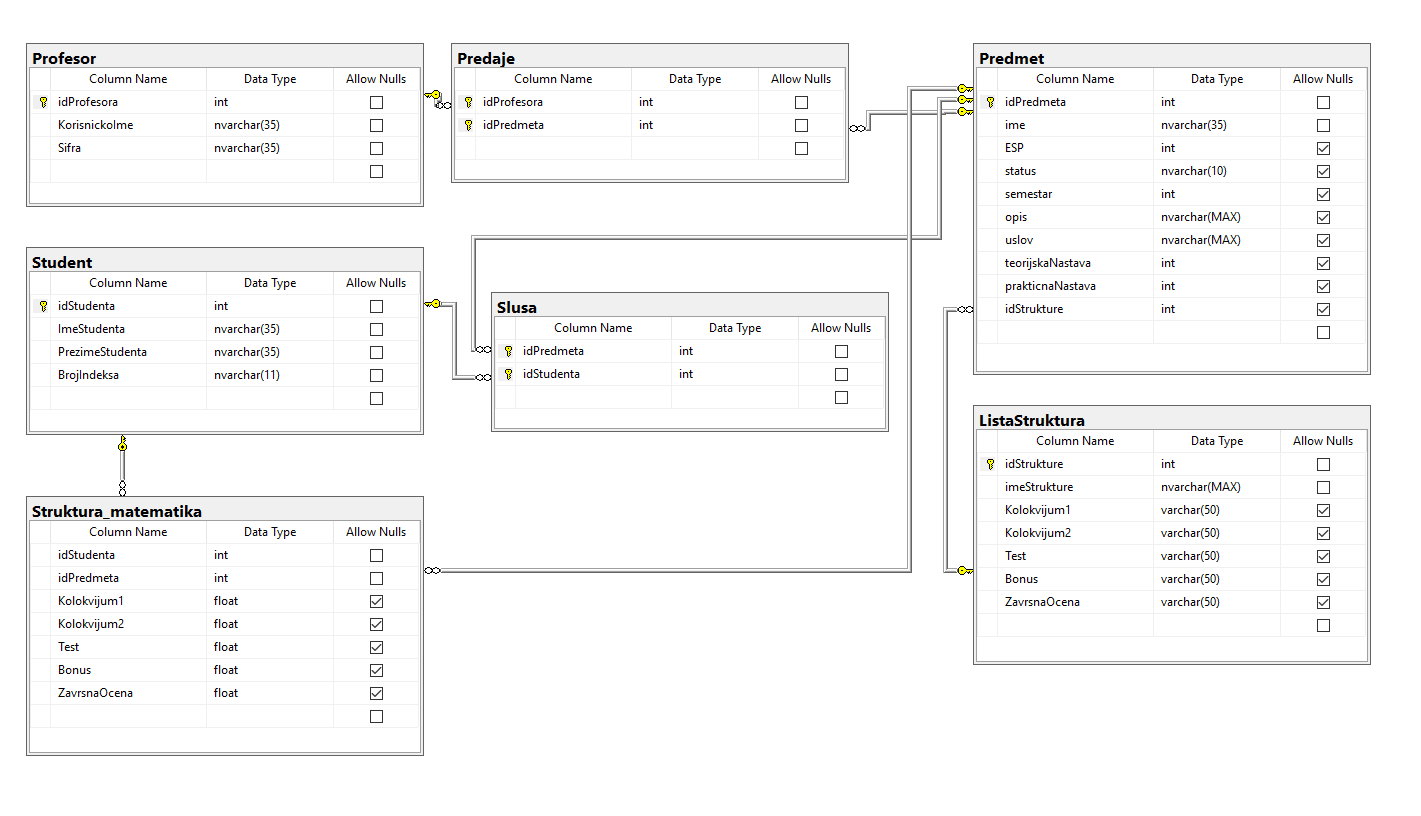 Profesor
Column Name Data Type Allow Nulls
idProfesora int
KorisnickoIme nvarchar(35)
Sifra nvarchar(35)
Predaje
Column Name Data Type Allow Nulls
idProfesora int
idPredmeta int
Predmet
Column Name Data Type Allow Nulls
idPredmeta int
ime nvarchar(35)
ESP int
status nvarchar(10)
semestar int
opis nvarchar(MAX)
uslov nvarchar(MAX)
teorijskaNastava int
prakticnaNastava int
idStrukture int
Student
Column Name Data Type Allow Nulls
idStudenta int
ImeStudenta nvarchar(35)
PrezimeStudenta nvarchar(35)
BrojIndeksa nvarchar(11)
Slusa
Column Name Data Type Allow Nulls
idPredmeta int
idStudenta int
ListaStruktura
Column Name Data Type Allow Nulls
idStrukture int
imeStrukture nvarchar(MAX)
Kolokvijum1 varchar(50)
Kolokvijum2 varchar(50)
Test varchar(50)
Bonus varchar(50)
ZavrsnaOcena varchar(50)
Struktura_matematika
Column Name Data Type Allow Nulls
idStudenta int
idPredmeta int
Kolokvijum1 float
Kolokvijum2 float
Test float
Bonus float
ZavrsnaOcena float